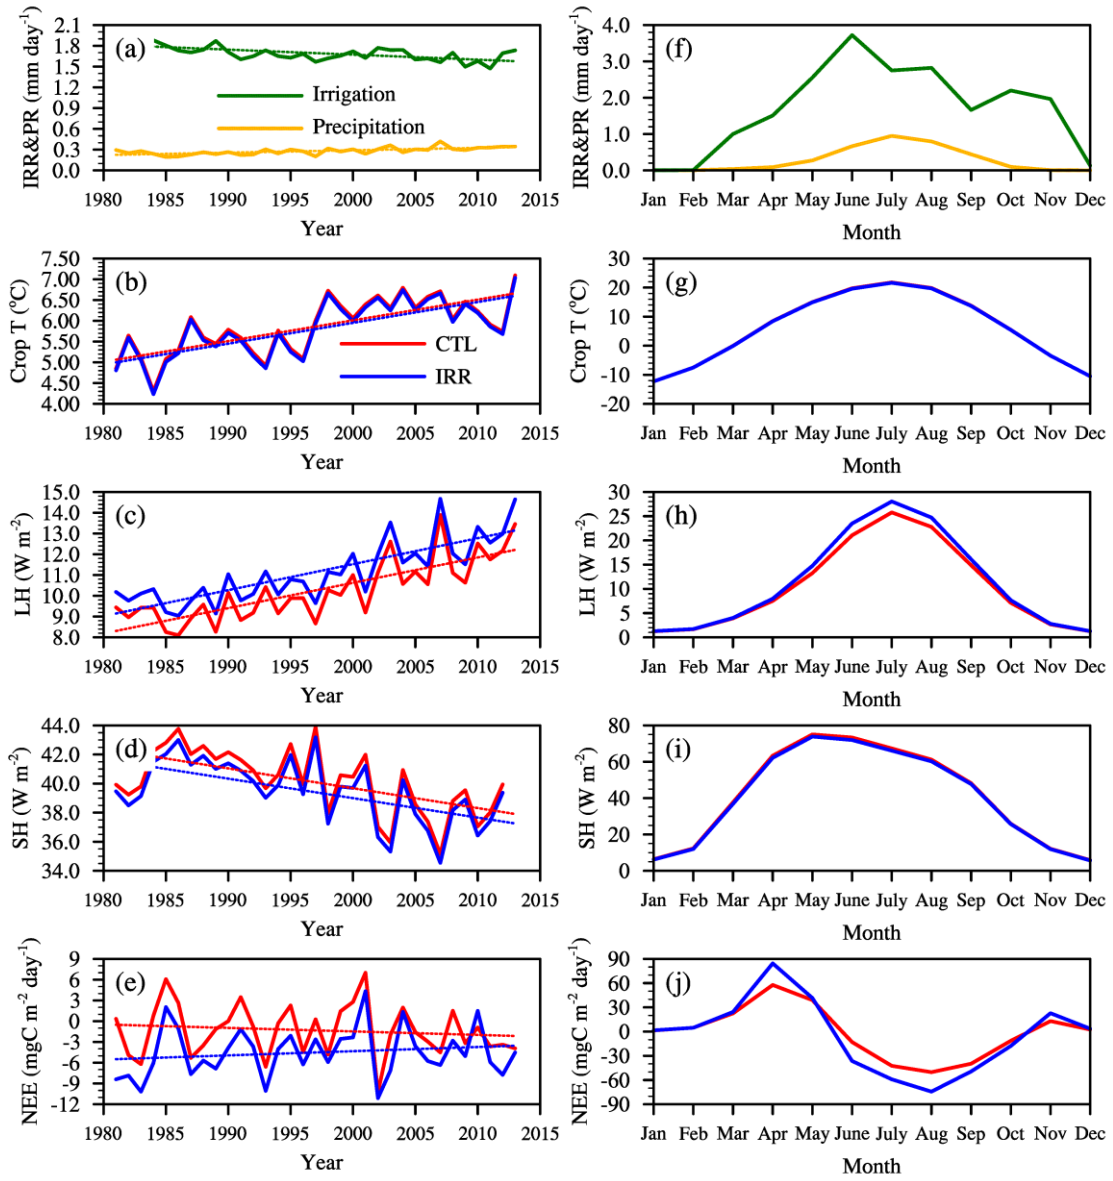 IRR&PR (mm day-1)
2.1
1.8
1.5
1.2
0.9
0.6
0.3
0.0
(a)
Irrigation
Precipitation
1980 1985 1990 1995 2000 2005 2010 2015
Year
IRR&PR (mm day-1)
4.0
3.0
2.0
1.0
0.0
(f)
Jan Feb Mar Apr May June July Aug Sep Oct Nov Dec
Month
Crop T (°C)
7.50
7.00
6.50
6.00
5.50
5.00
4.50
4.00
(b)
CTL
IRR
1980 1985 1990 1995 2000 2005 2010 2015
Year
Crop T (°C)
30
20
10
0
-10
-20
(g)
Jan Feb Mar Apr May June July Aug Sep Oct Nov Dec
Month
LH (W m-2)
15.0
14.0
13.0
12.0
11.0
10.0
9.0
8.0
(c)
1980 1985 1990 1995 2000 2005 2010 2015
Year
LH (W m-2)
30
25
20
15
10
5
0
(h)
Jan Feb Mar Apr May June July Aug Sep Oct Nov Dec
Month
SH (W m-2)
44.0
42.0
40.0
38.0
36.0
34.0
(d)
1980 1985 1990 1995 2000 2005 2010 2015
Year
SH (W m-2)
80
60
40
20
0
(i)
Jan Feb Mar Apr May June July Aug Sep Oct Nov Dec
Month
NEE (mgC m-2 day-1)
9
6
3
0
-3
-6
-9
-12
(e)
1980 1985 1990 1995 2000 2005 2010 2015
Year
NEE (mgC m-2 day-1)
90
60
30
0
-30
-60
-90
(j)
Jan Feb Mar Apr May June July Aug Sep Oct Nov Dec
Month